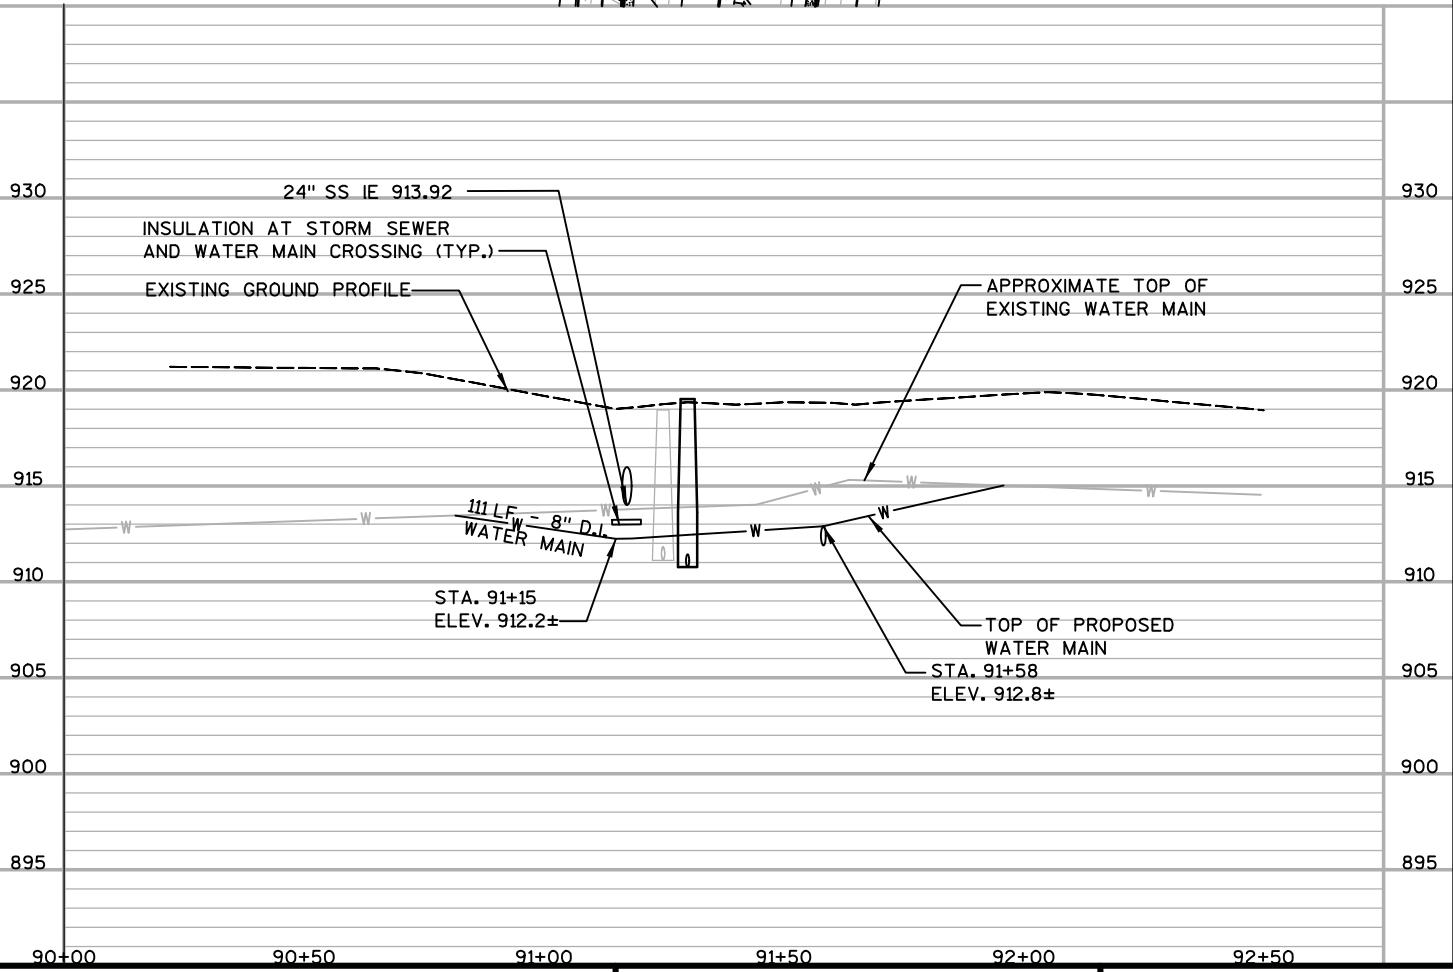 930
24" SS IE 913.92
930
INSULATION AT STORM SEWER
AND WATER MAIN CROSSING (TYP.)
925
EXISTING GROUND PROFILE
APPROXIMATE TOP OF
EXISTING WATER MAIN
925
920
920
915
915
W
W
W
W
W
W
111 LF - 8" D.I.
WATER MAIN
W
W
W
910
910
STA. 91+15
ELEV. 912.2±
TOP OF PROPOSED
WATER MAIN
905
STA. 91+58
ELEV. 912.8±
905
900
900
895
895
90+00
90+50
91+00
91+50
92+00
92+50